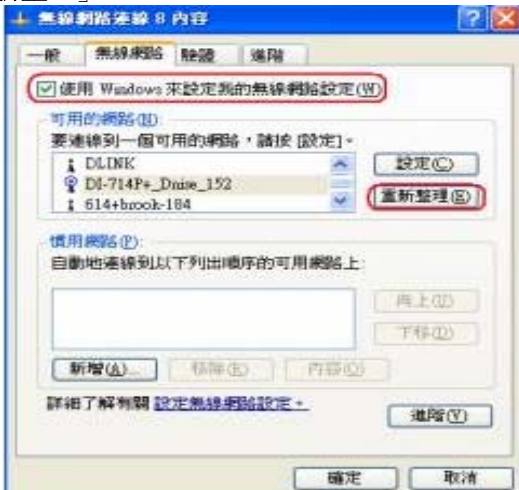 無線網路連線 8 內容
一般 無線網路 驗證 進階
使用 Windows 來設定我的無線網路設定(W)
可用的網路(N):
要連線到一個可用的網路，請按 [設定]。
DLINK
設定(C)
DI-714P+_Dnise_152
重新整理(E)
614+brook-184
慣用網路(P):
自動地連線到以下列出順序的可用網路上:
再上(U)
下移(D)
新增(A)... 移除(R) 內容(O)
詳細了解有關 設定無線網路設定。
進階(V)
確定 取消